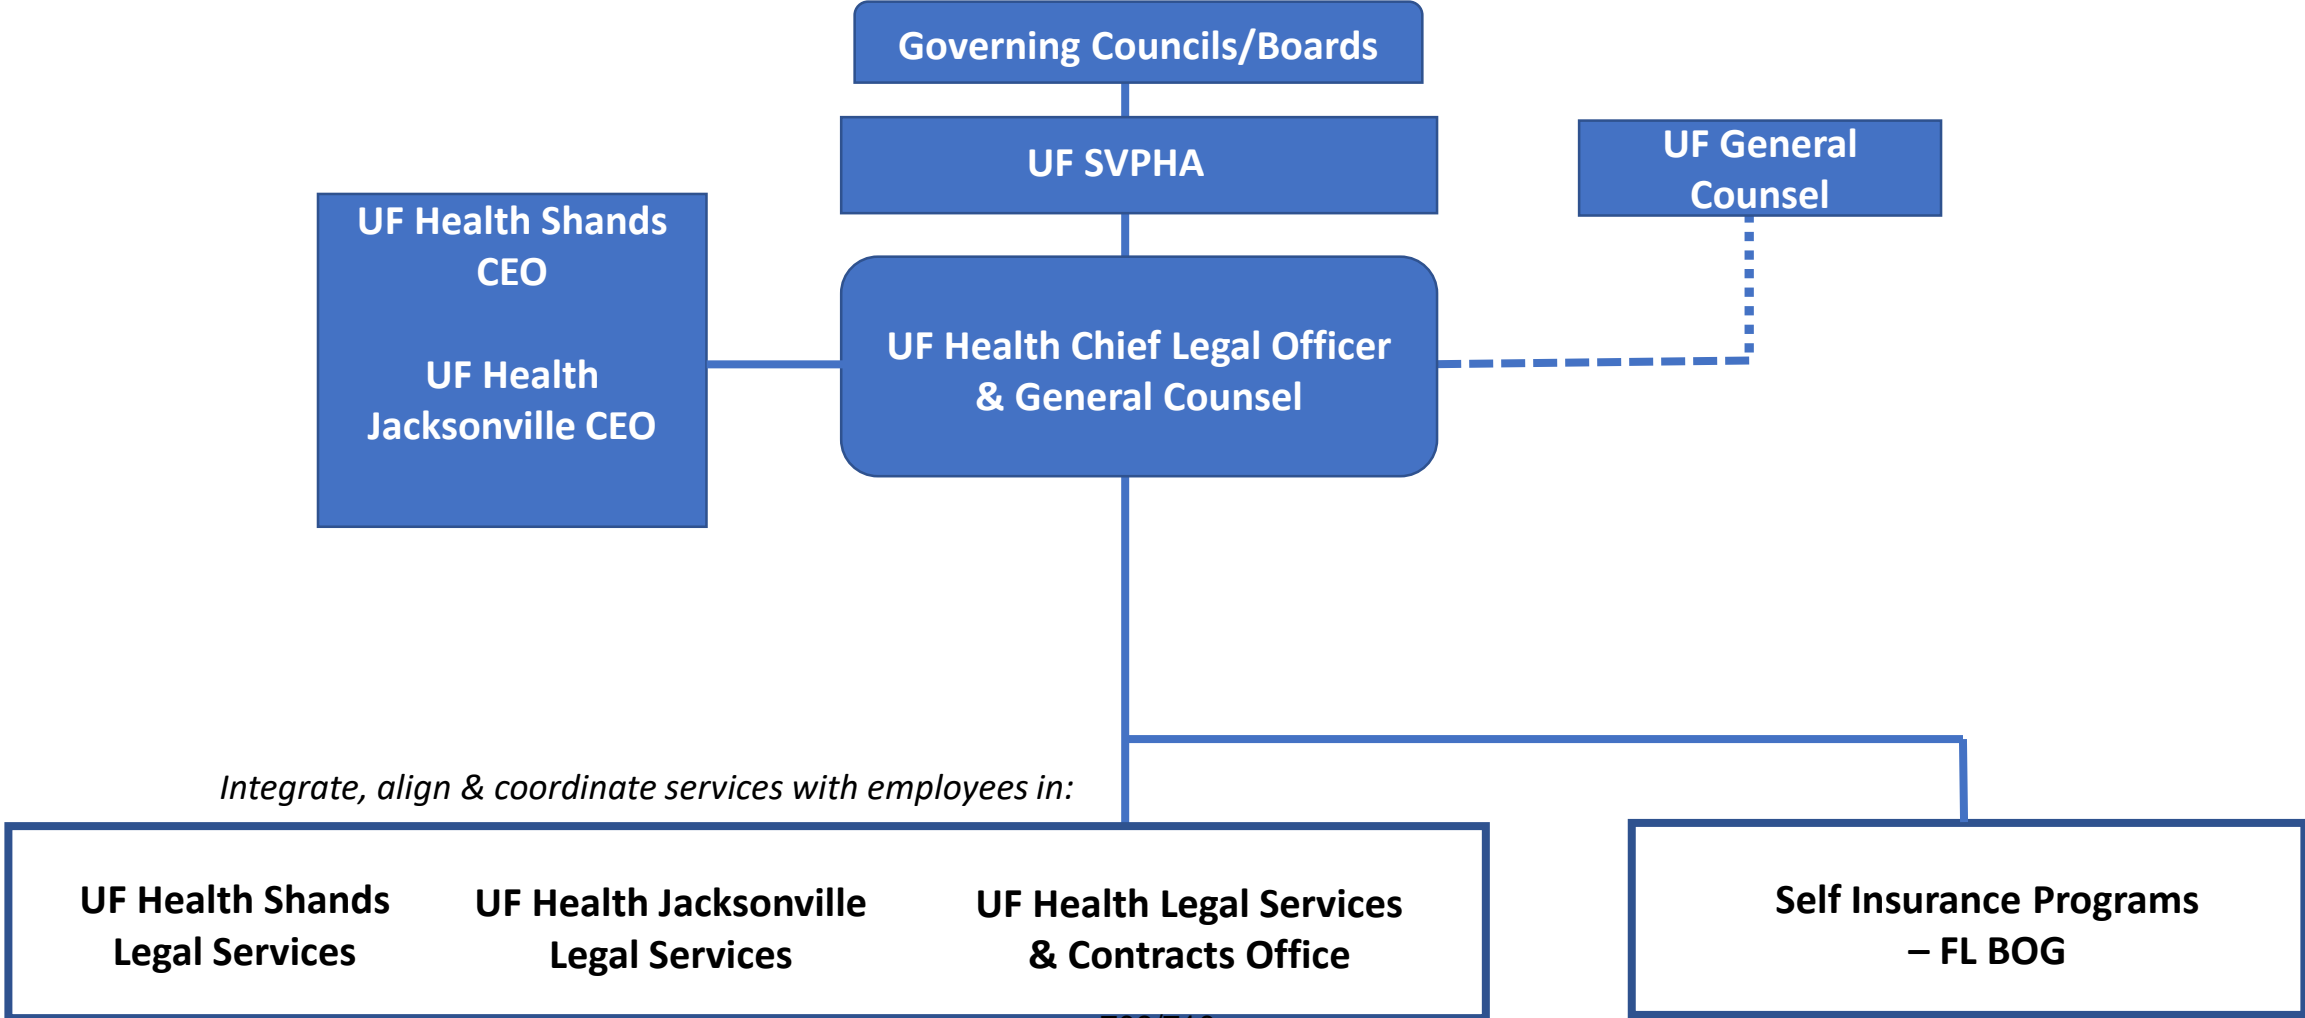 Governing Councils/Boards
UF SVPHA
UF General
Counsel
UF Health Shands
CEO
UF Health
Jacksonville CEO
UF Health Chief Legal Officer
& General Counsel
Integrate, align & coordinate services with employees in:
UF Health Shands
Legal Services
UF Health Jacksonville
Legal Services
UF Health Legal Services
& Contracts Office
Self Insurance Programs
– FL BOG